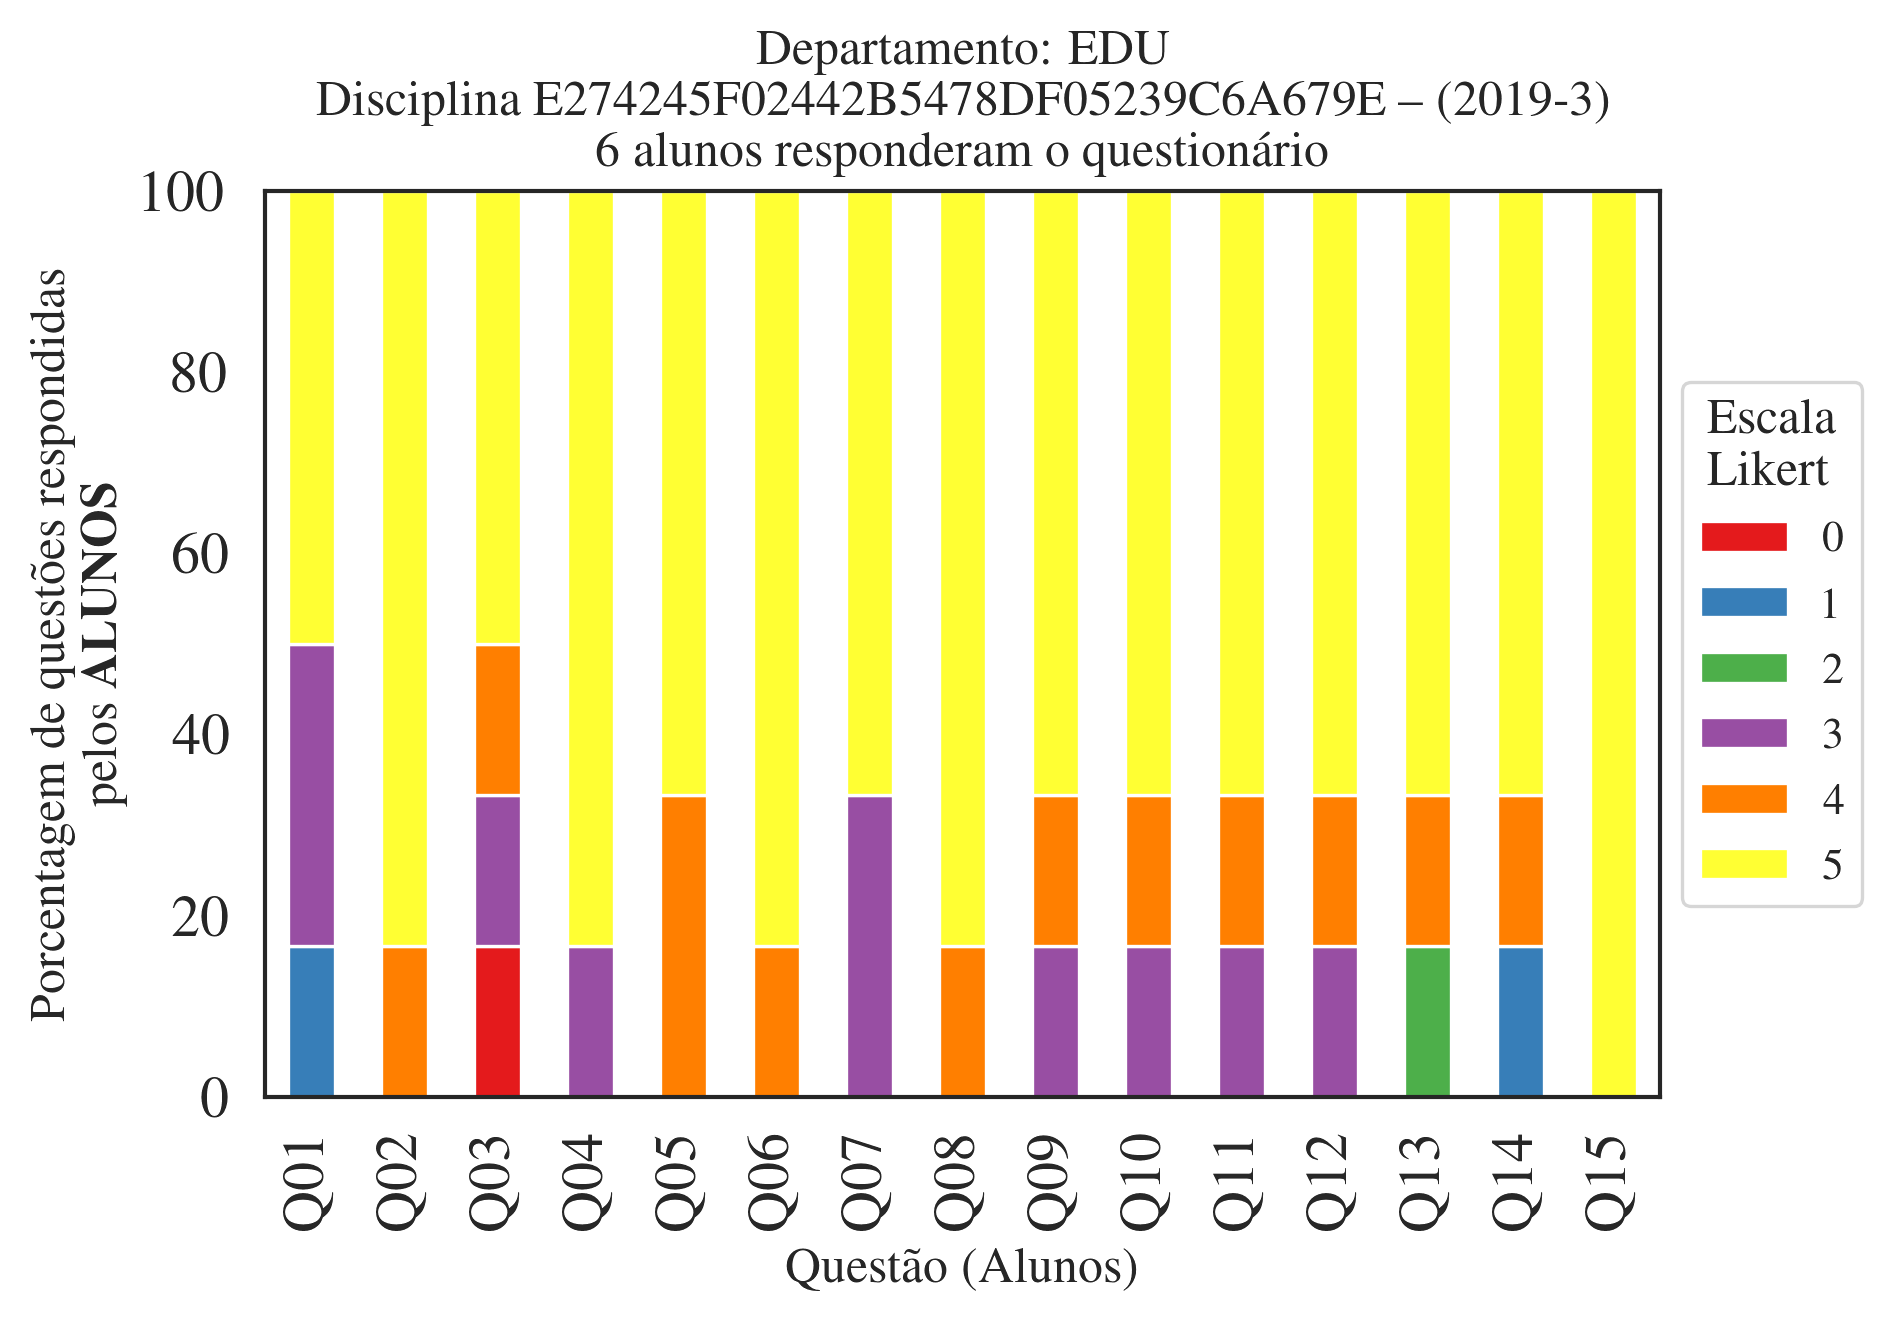 Departamento: EDU
Disciplina E274245F02442B5478DF05239C6A679E – (2019-3)
6 alunos responderam o questionário
Porcentagem de questões respondidas
pelos ALUNOS
100
80
60
40
20
0
Q01
Q02
Q03
Q04
Q05
Q06
Q07
Q08
Q09
Q10
Q11
Q12
Q13
Q14
Q15
Questão (Alunos)
Escala
Likert
0
1
2
3
4
5